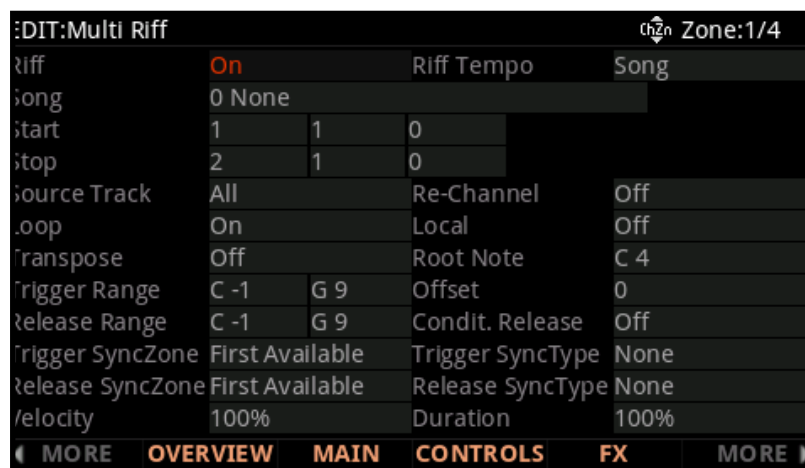 EDIT:Multi Riff ChZn Zone:1/4
Riff On Riff Tempo Song
Song 0 None
Start 1 1 0
Stop 2 1 0
Source Track All Re-Channel Off
Loop On Local Off
Transpose Off Root Note C 4
Trigger Range C -1 G 9 Offset 0
Release Range C -1 G 9 Condit. Release Off
Trigger SyncZone First Available Trigger SyncType None
Release SyncZone First Available Release SyncType None
Velocity 100% Duration 100%
MORE OVERVIEW MAIN CONTROLS FX MORE